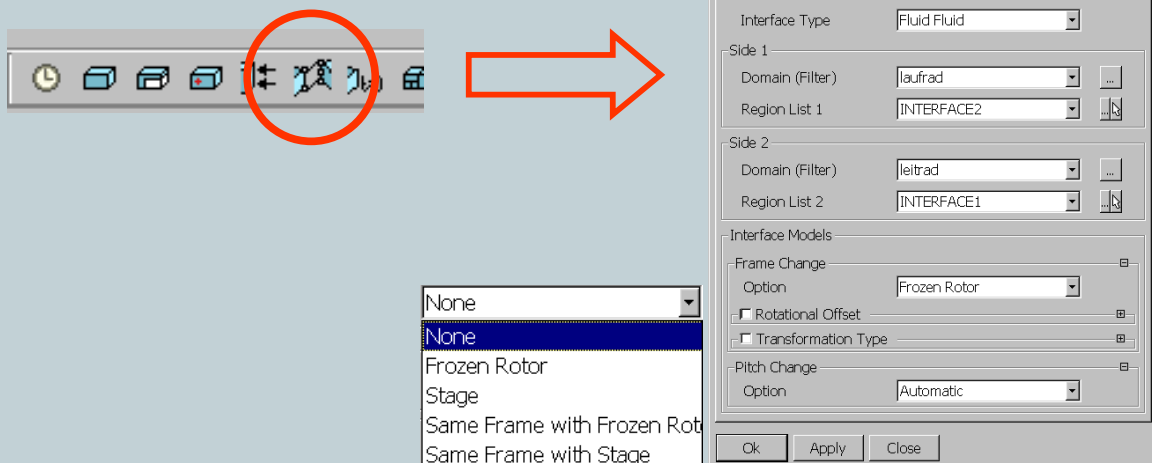 Interface Type Fluid Fluid
Side 1
Domain (Filter) laufrad ...
Region List 1 INTERFACE2 ...
Side 2
Domain (Filter) leitrad ...
Region List 2 INTERFACE1 ...
Interface Models
Frame Change
Option Frozen Rotor
Rotational Offset
Transformation Type
Pitch Change
Option Automatic
Ok Apply Close
None
None
Frozen Rotor
Stage
Same Frame with Frozen Rot
Same Frame with Stage